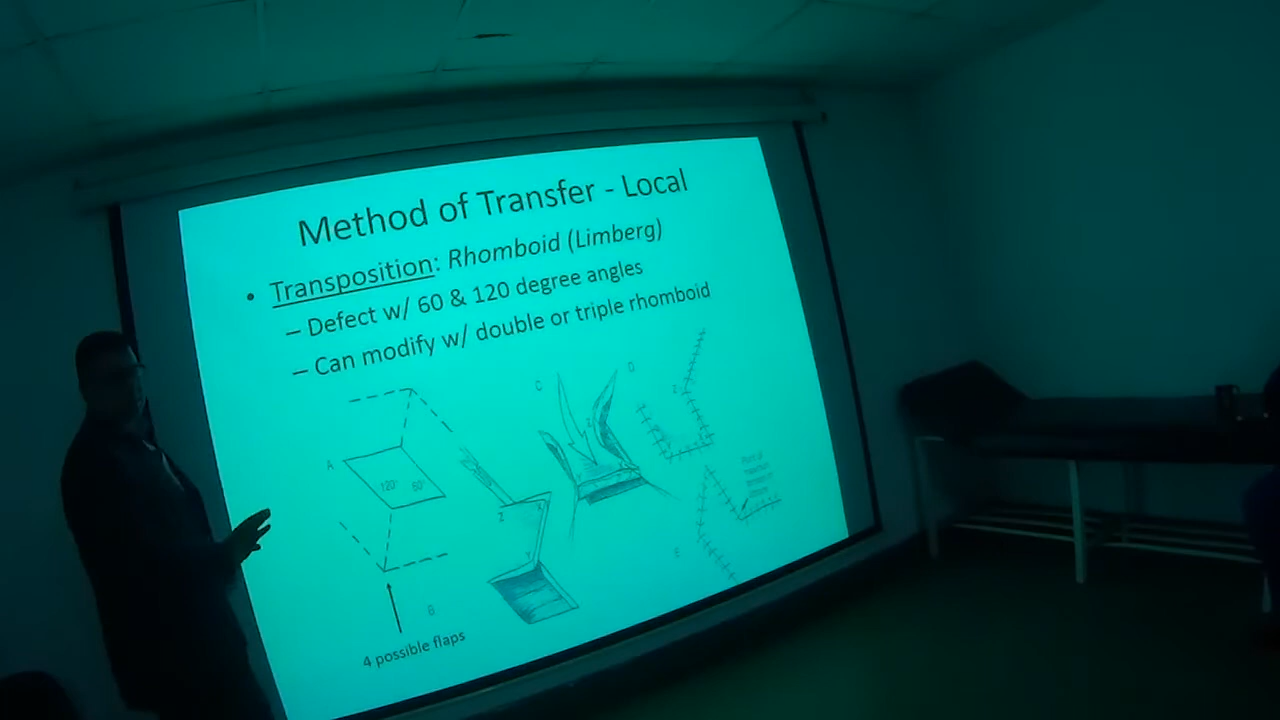 Method of Transfer - Local
• Transposition: Rhomboid (Limberg)
– Defect w/ 60 & 120 degree angles
– Can modify w/ double or triple rhomboid
A
120°
60°
C
D
Z
Z
B
E
4 possible flaps